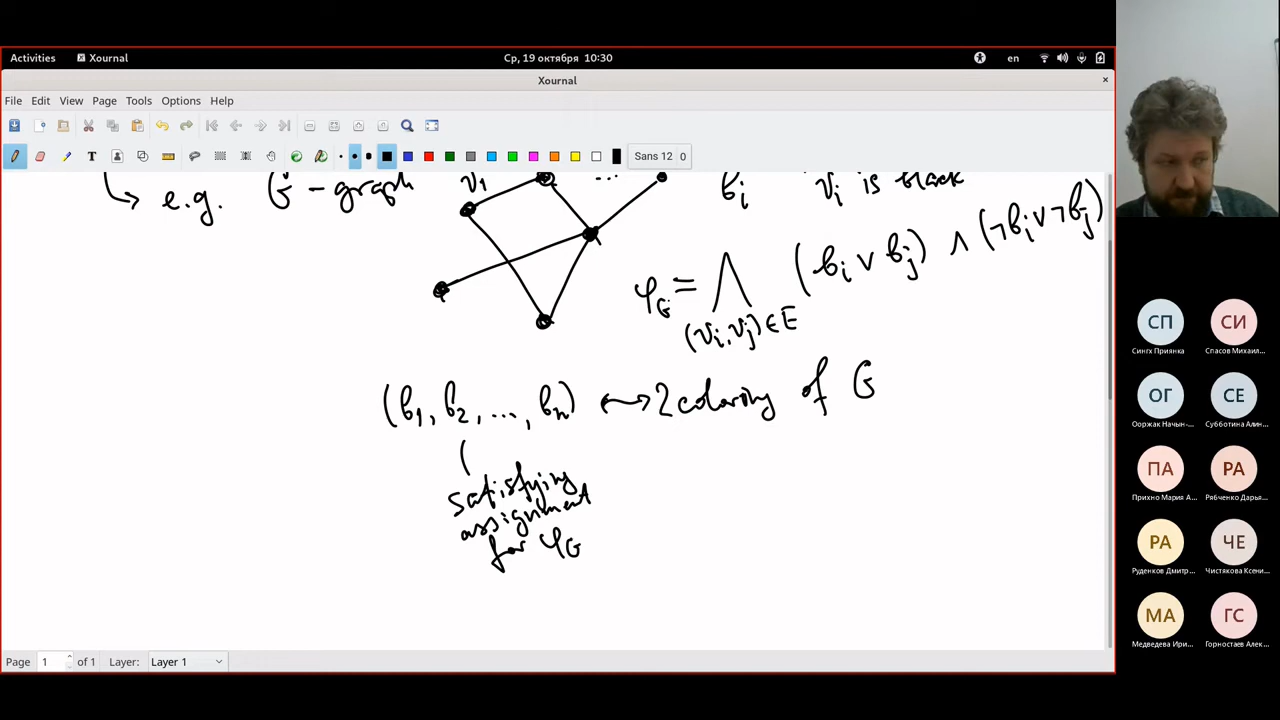 Activities Xournal Ср, 19 октября 10:30 en
Xournal ×
File Edit View Page Tools Options Help
Sans 12 0
↳ e.g. G - graph v1 ... bi vi is black
φG = ⋀ (bi ∨ bj) ∧ (¬bi ∨ ¬bj)
(vi, vj) ∈ E
(b1, b2, ..., bn) ↔ 2 coloring of G
satisfying
assignment
for φG
Page 1 of 1 Layer: Layer 1
СП СИ
Сингх Приянка Спасов Михаил...
ОГ СЕ
Ооржак Начын-... Субботина Алин...
ПА РА
Прихно Мария А... Рябченко Дарья...
РА ЧЕ
Руденков Дмитр... Чистякова Ксени...
МА ГС
Медведева Ири... Горностаев Алек...